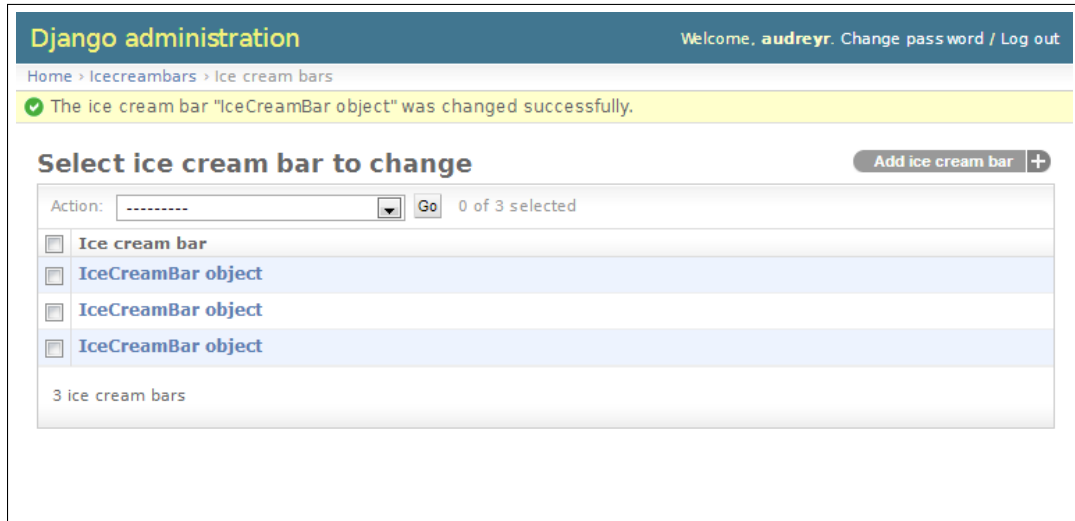 Django administration
Welcome, audreyr. Change password / Log out
Home › Icecreambars › Ice cream bars
The ice cream bar "IceCreamBar object" was changed successfully.
Select ice cream bar to change
Add ice cream bar +
Action: --------- Go 0 of 3 selected
Ice cream bar
IceCreamBar object
IceCreamBar object
IceCreamBar object
3 ice cream bars